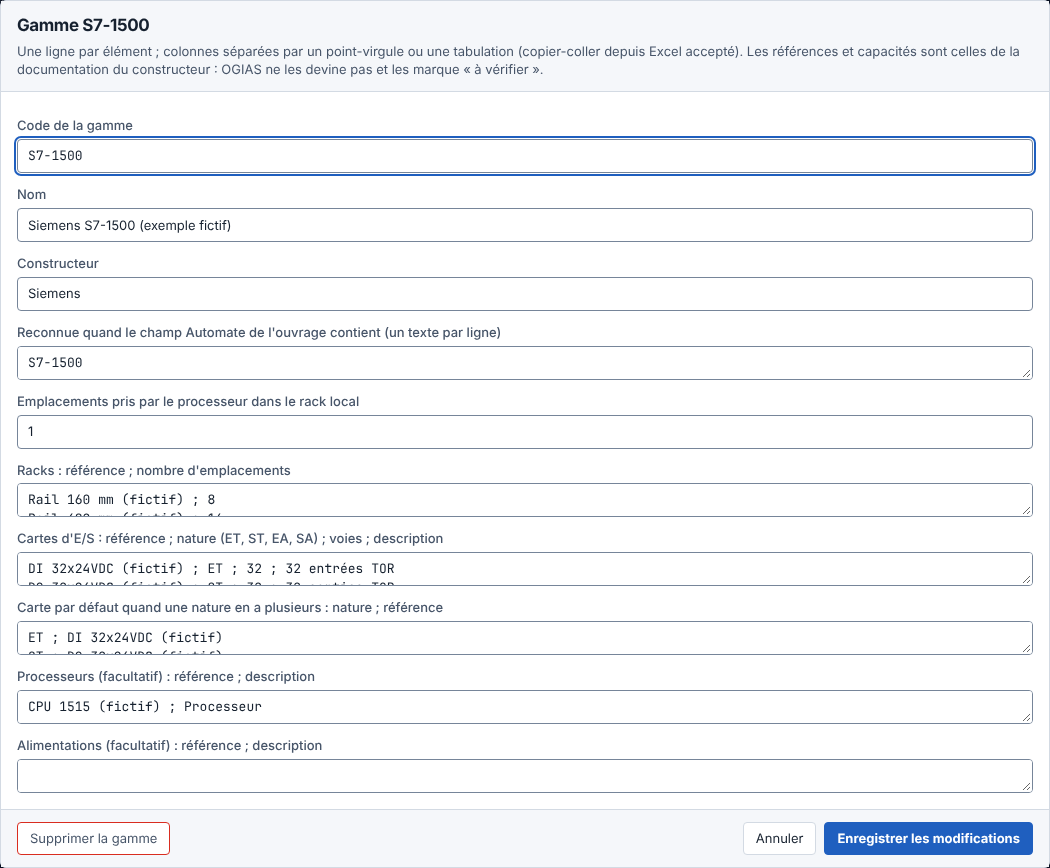 Gamme S7-1500
Une ligne par élément ; colonnes séparées par un point-virgule ou une tabulation (copier-coller depuis Excel accepté). Les références et capacités sont celles de la
documentation du constructeur : OGIAS ne les devine pas et les marque « à vérifier ».
Code de la gamme
S7-1500
Nom
Siemens S7-1500 (exemple fictif)
Constructeur
Siemens
Reconnue quand le champ Automate de l'ouvrage contient (un texte par ligne)
S7-1500
Emplacements pris par le processeur dans le rack local
1
Racks : référence ; nombre d'emplacements
Rail 160 mm (fictif) ; 8
Cartes d'E/S : référence ; nature (ET, ST, EA, SA) ; voies ; description
DI 32x24VDC (fictif) ; ET ; 32 ; 32 entrées TOR
Carte par défaut quand une nature en a plusieurs : nature ; référence
ET ; DI 32x24VDC (fictif)
Processeurs (facultatif) : référence ; description
CPU 1515 (fictif) ; Processeur
Alimentations (facultatif) : référence ; description
Supprimer la gamme
Annuler
Enregistrer les modifications